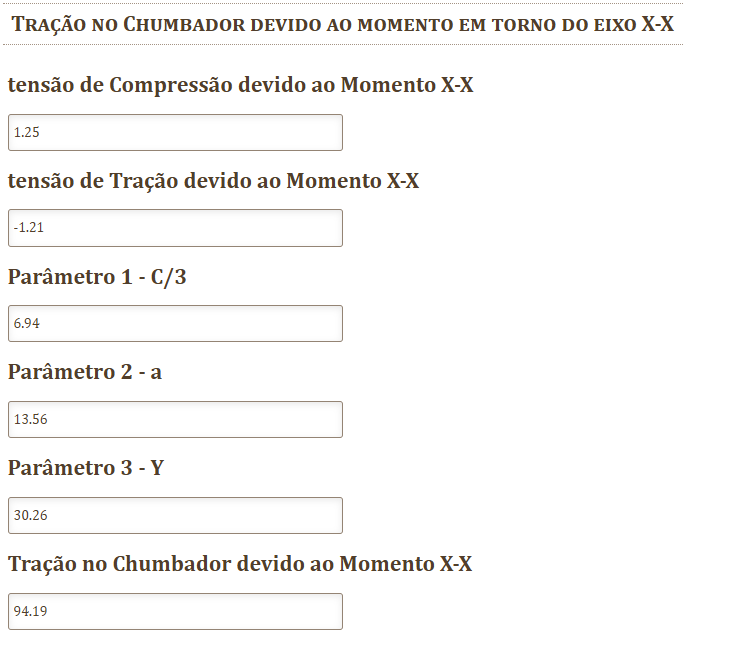 Tração no Chumbador devido ao momento em torno do eixo X-X
tensão de Compressão devido ao Momento X-X
1.25
tensão de Tração devido ao Momento X-X
-1.21
Parâmetro 1 - C/3
6.94
Parâmetro 2 - a
13.56
Parâmetro 3 - Y
30.26
Tração no Chumbador devido ao Momento X-X
94.19